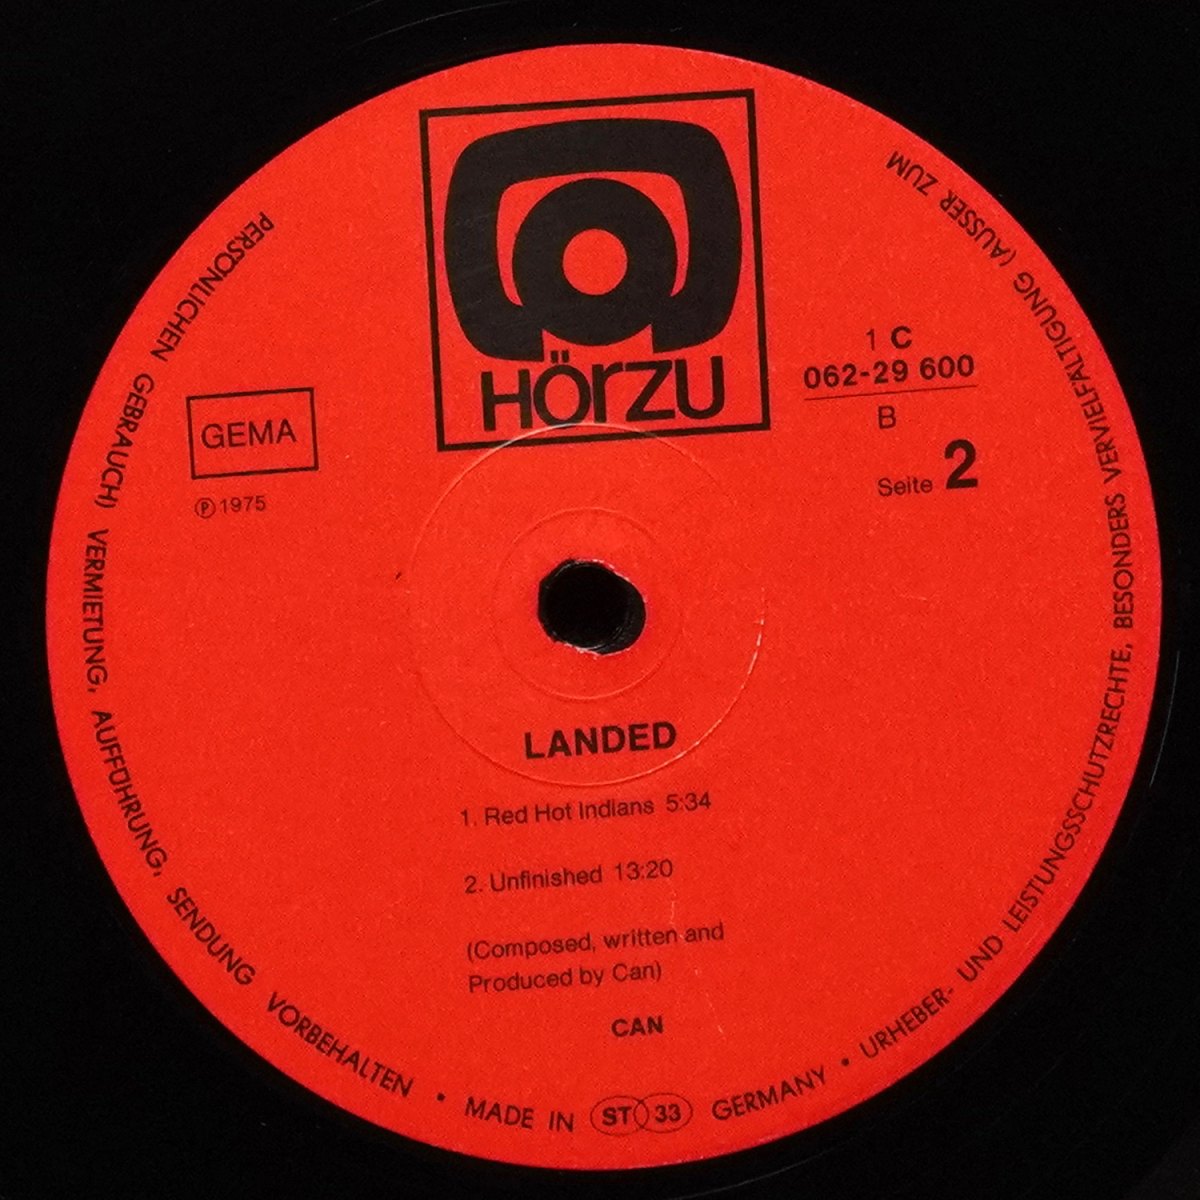 HÖRZU
1 C
062-29 600
B
Seite 2
GEMA
Ⓟ 1975
LANDED
1. Red Hot Indians 5:34
2. Unfinished 13:20
(Composed, written and
Produced by Can)
CAN
MADE IN ST 33 GERMANY • URHEBER- UND LEISTUNGSSCHUTZRECHTE, BESONDERS VERVIELFÄLTIGUNG (AUSSER ZUM PERSÖNLICHEN GEBRAUCH) VERMIETUNG, AUFFÜHRUNG, SENDUNG VORBEHALTEN •